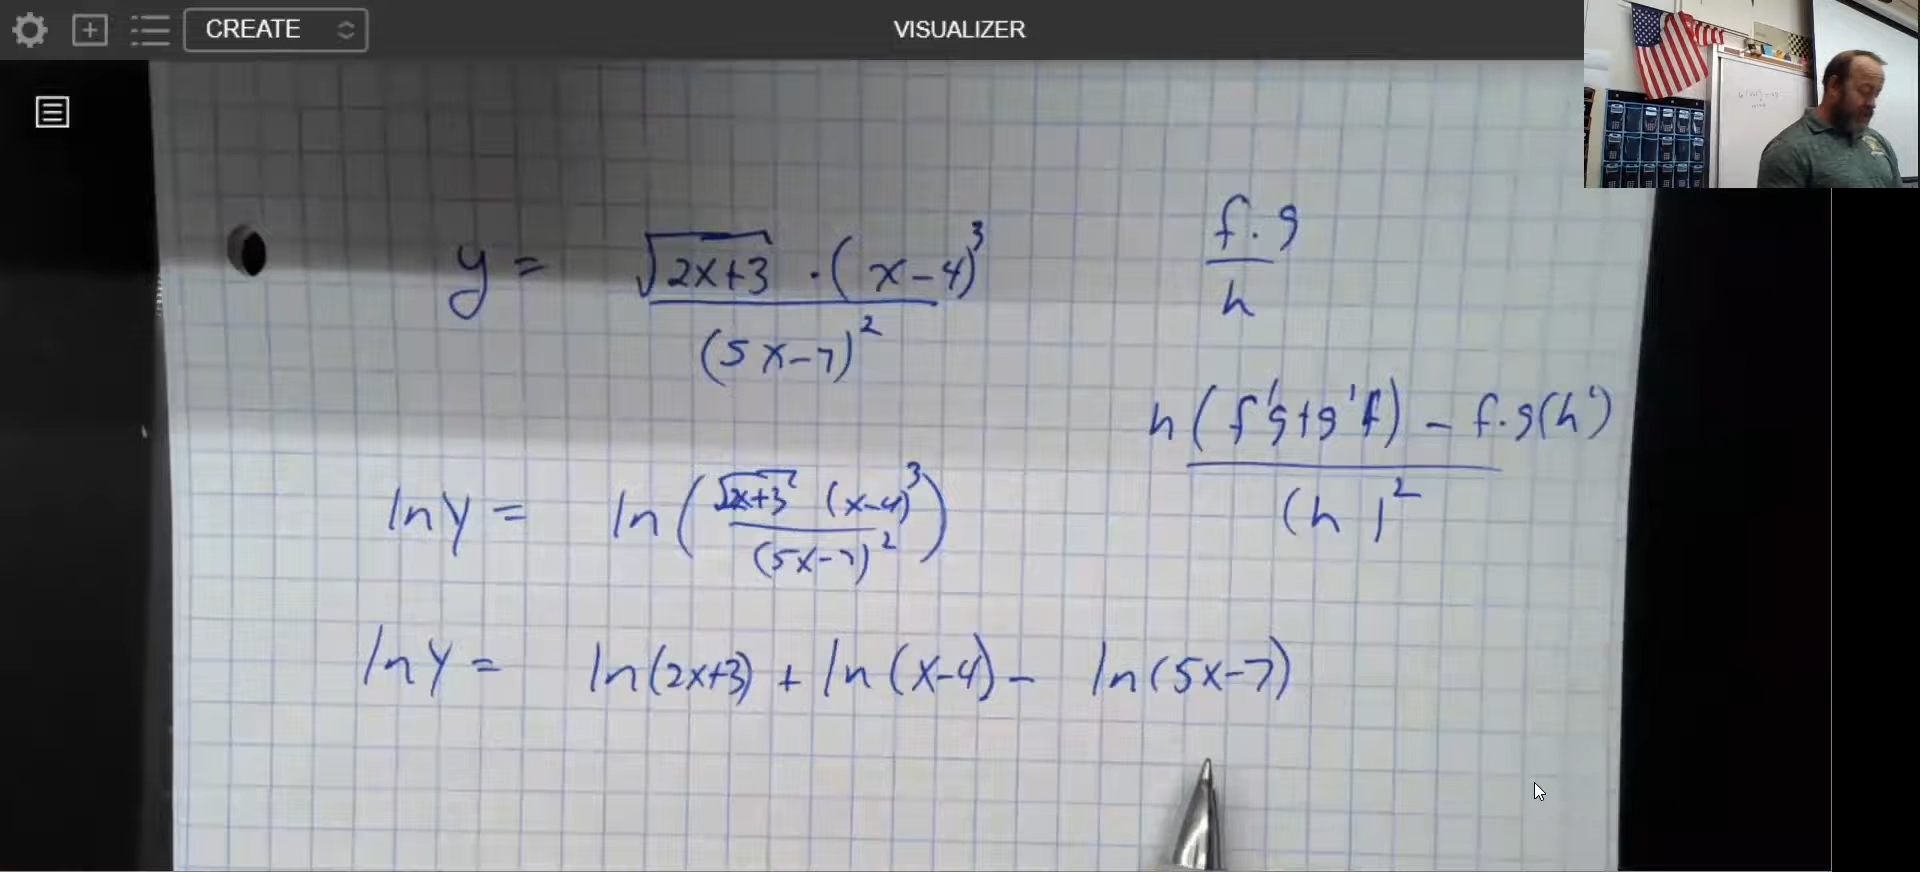 CREATE
VISUALIZER
y = √(2x+3) · (x-4)³
(5x-7)²
f·g
h
h(f'g+g'f) - f·g(h')
(h)²
ln y = ln(√(2x+3) (x-4)³
(5x-7)²)
ln y = ln(2x+3) + ln(x-4) - ln(5x-7)